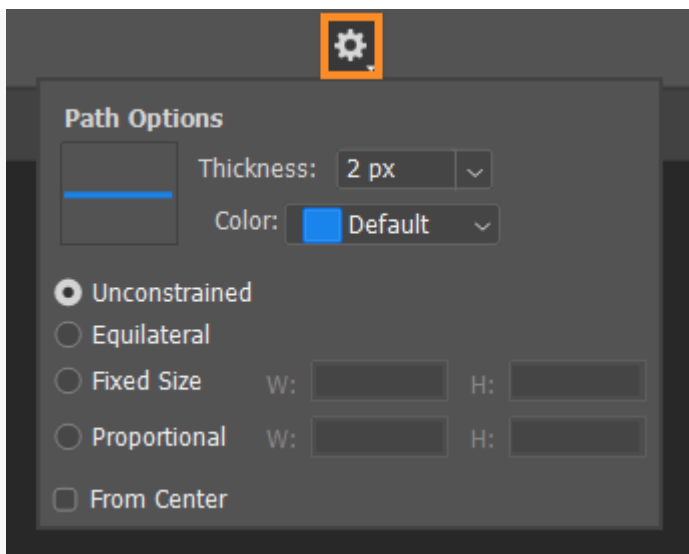 Path Options
Thickness: 2 px
Color: Default
Unconstrained
Equilateral
Fixed Size W: H:
Proportional W: H:
From Center